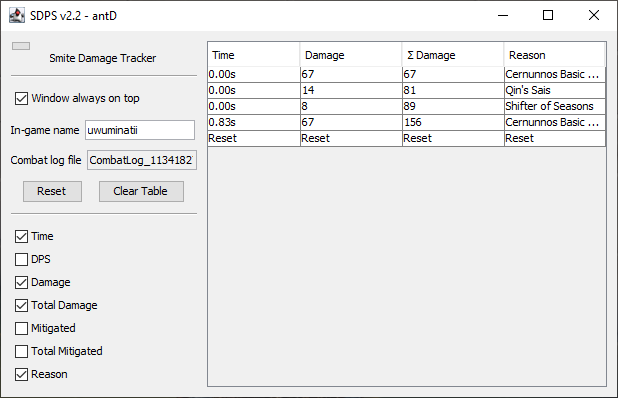 SDPS v2.2 - antD
Smite Damage Tracker
Window always on top
In-game name uwuminatii
Combat log file CombatLog_1134182
Reset Clear Table
Time
DPS
Damage
Total Damage
Mitigated
Total Mitigated
Reason
Time Damage Σ Damage Reason
0.00s 67 67 Cernunnos Basic ...
0.00s 14 81 Qin's Sais
0.00s 8 89 Shifter of Seasons
0.83s 67 156 Cernunnos Basic ...
Reset Reset Reset Reset